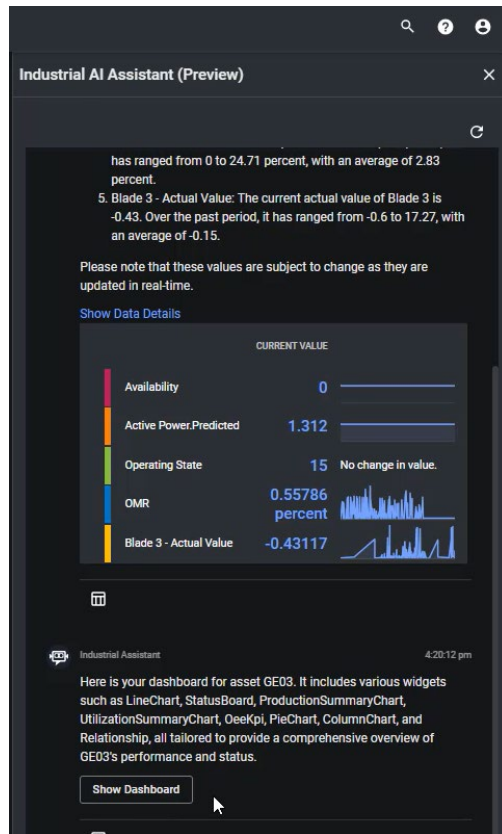 Industrial AI Assistant (Preview)
has ranged from 0 to 24.71 percent, with an average of 2.83
percent.
5. Blade 3 - Actual Value: The current actual value of Blade 3 is
-0.43. Over the past period, it has ranged from -0.6 to 17.27, with
an average of -0.15.
Please note that these values are subject to change as they are
updated in real-time.
Show Data Details
CURRENT VALUE
Availability 0
Active Power.Predicted 1.312
Operating State 15 No change in value.
OMR 0.55786
percent
Blade 3 - Actual Value -0.43117
Industrial Assistant 4:20:12 pm
Here is your dashboard for asset GE03. It includes various widgets
such as LineChart, StatusBoard, ProductionSummaryChart,
UtilizationSummaryChart, OeeKpi, PieChart, ColumnChart, and
Relationship, all tailored to provide a comprehensive overview of
GE03's performance and status.
Show Dashboard